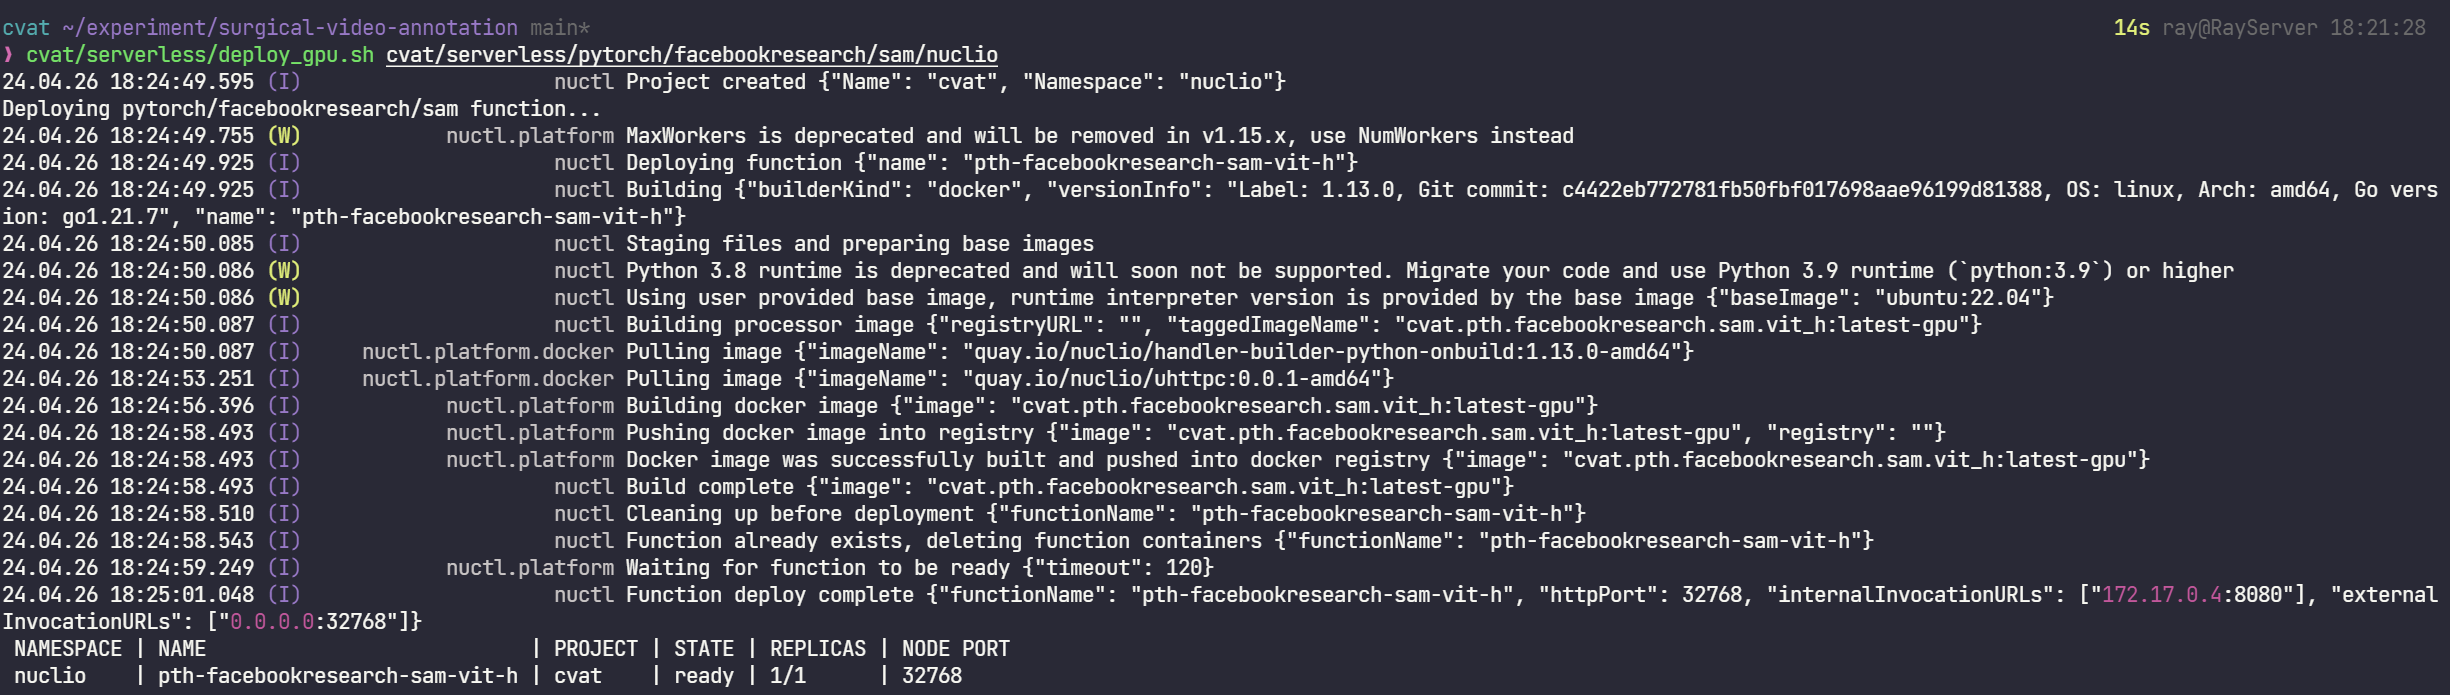 cvat ~/experiment/surgical-video-annotation main* 14s ray@RayServer 18:21:28
❯ cvat/serverless/deploy_gpu.sh cvat/serverless/pytorch/facebookresearch/sam/nuclio
24.04.26 18:24:49.595 (I) nuctl Project created {"Name": "cvat", "Namespace": "nuclio"}
Deploying pytorch/facebookresearch/sam function...
24.04.26 18:24:49.755 (W) nuctl.platform MaxWorkers is deprecated and will be removed in v1.15.x, use NumWorkers instead
24.04.26 18:24:49.925 (I) nuctl Deploying function {"name": "pth-facebookresearch-sam-vit-h"}
24.04.26 18:24:49.925 (I) nuctl Building {"builderKind": "docker", "versionInfo": "Label: 1.13.0, Git commit: c4422eb772781fb50fbf017698aae96199d81388, OS: linux, Arch: amd64, Go vers
ion: go1.21.7", "name": "pth-facebookresearch-sam-vit-h"}
24.04.26 18:24:50.085 (I) nuctl Staging files and preparing base images
24.04.26 18:24:50.086 (W) nuctl Python 3.8 runtime is deprecated and will soon not be supported. Migrate your code and use Python 3.9 runtime (`python:3.9`) or higher
24.04.26 18:24:50.086 (W) nuctl Using user provided base image, runtime interpreter version is provided by the base image {"baseImage": "ubuntu:22.04"}
24.04.26 18:24:50.087 (I) nuctl Building processor image {"registryURL": "", "taggedImageName": "cvat.pth.facebookresearch.sam.vit_h:latest-gpu"}
24.04.26 18:24:50.087 (I) nuctl.platform.docker Pulling image {"imageName": "quay.io/nuclio/handler-builder-python-onbuild:1.13.0-amd64"}
24.04.26 18:24:53.251 (I) nuctl.platform.docker Pulling image {"imageName": "quay.io/nuclio/uhttpc:0.0.1-amd64"}
24.04.26 18:24:56.396 (I) nuctl.platform Building docker image {"image": "cvat.pth.facebookresearch.sam.vit_h:latest-gpu"}
24.04.26 18:24:58.493 (I) nuctl.platform Pushing docker image into registry {"image": "cvat.pth.facebookresearch.sam.vit_h:latest-gpu", "registry": ""}
24.04.26 18:24:58.493 (I) nuctl.platform Docker image was successfully built and pushed into docker registry {"image": "cvat.pth.facebookresearch.sam.vit_h:latest-gpu"}
24.04.26 18:24:58.493 (I) nuctl Build complete {"image": "cvat.pth.facebookresearch.sam.vit_h:latest-gpu"}
24.04.26 18:24:58.510 (I) nuctl Cleaning up before deployment {"functionName": "pth-facebookresearch-sam-vit-h"}
24.04.26 18:24:58.543 (I) nuctl Function already exists, deleting function containers {"functionName": "pth-facebookresearch-sam-vit-h"}
24.04.26 18:24:59.249 (I) nuctl.platform Waiting for function to be ready {"timeout": 120}
24.04.26 18:25:01.048 (I) nuctl Function deploy complete {"functionName": "pth-facebookresearch-sam-vit-h", "httpPort": 32768, "internalInvocationURLs": ["172.17.0.4:8080"], "external
InvocationURLs": ["0.0.0.0:32768"]}
NAMESPACE | NAME | PROJECT | STATE | REPLICAS | NODE PORT
nuclio | pth-facebookresearch-sam-vit-h | cvat | ready | 1/1 | 32768